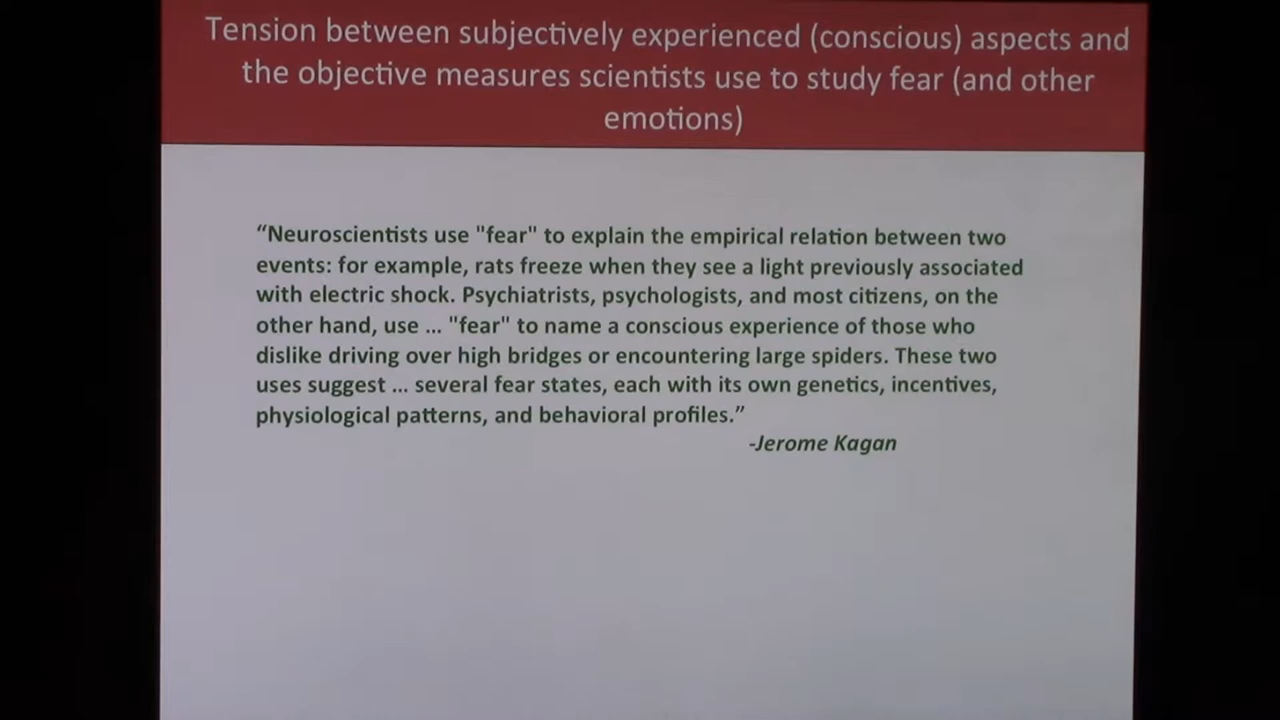 Tension between subjectively experienced (conscious) aspects and
the objective measures scientists use to study fear (and other
emotions)
“Neuroscientists use "fear" to explain the empirical relation between two
events: for example, rats freeze when they see a light previously associated
with electric shock. Psychiatrists, psychologists, and most citizens, on the
other hand, use ... "fear" to name a conscious experience of those who
dislike driving over high bridges or encountering large spiders. These two
uses suggest ... several fear states, each with its own genetics, incentives,
physiological patterns, and behavioral profiles.”
-Jerome Kagan